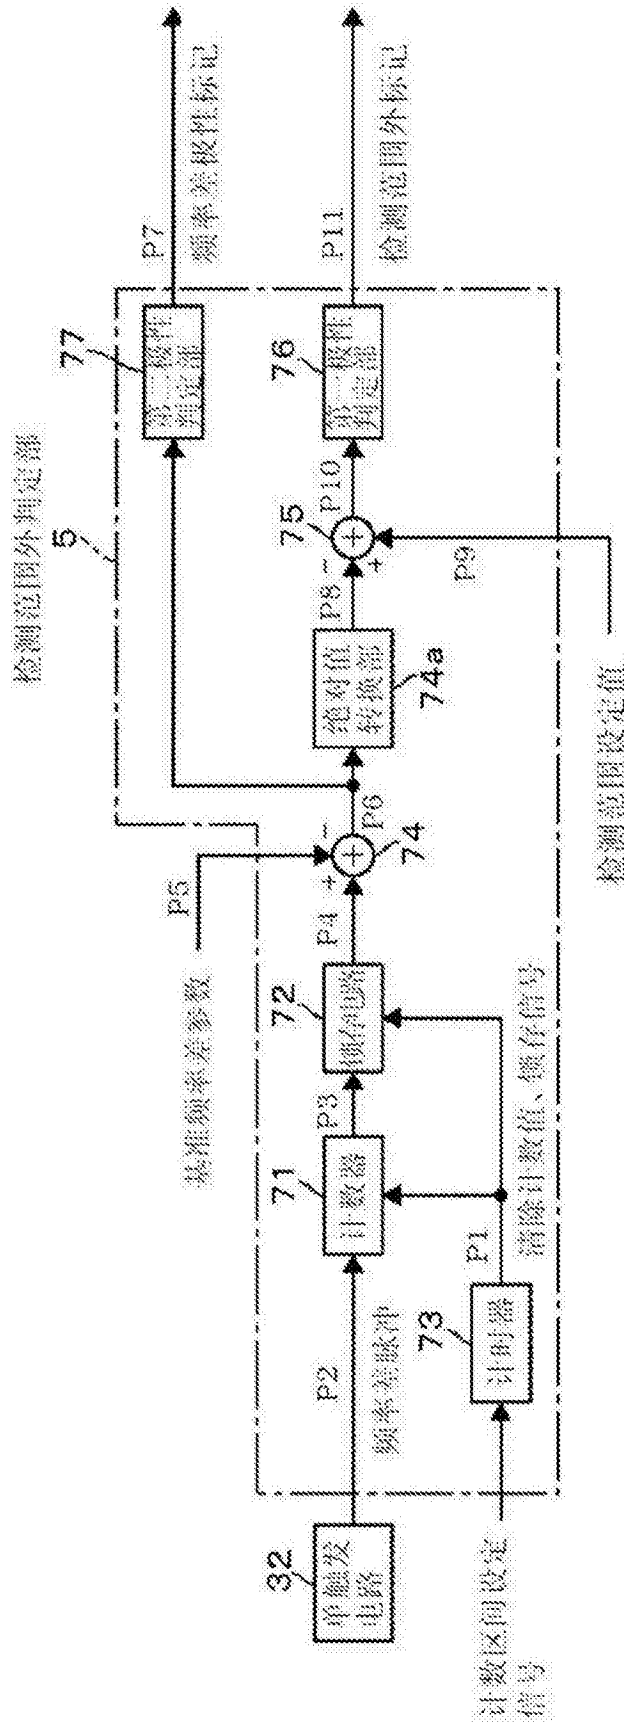 检测范围外判定部
5
77
第二极性
判定部
P7
频率差极性标记
基准频率差参数
P5
32
单触发
电路
P2
频率差脉冲
71
计数器
P3
72
锁存电路
P4
+
−
74
P6
绝对值
转换部
74a
P8
−
+
75
P10
76
第一极性
判定部
P11
检测范围外标记
P9
检测范围设定值
73
计时器
P1
清除计数值、锁存信号
计数区间设定
信号